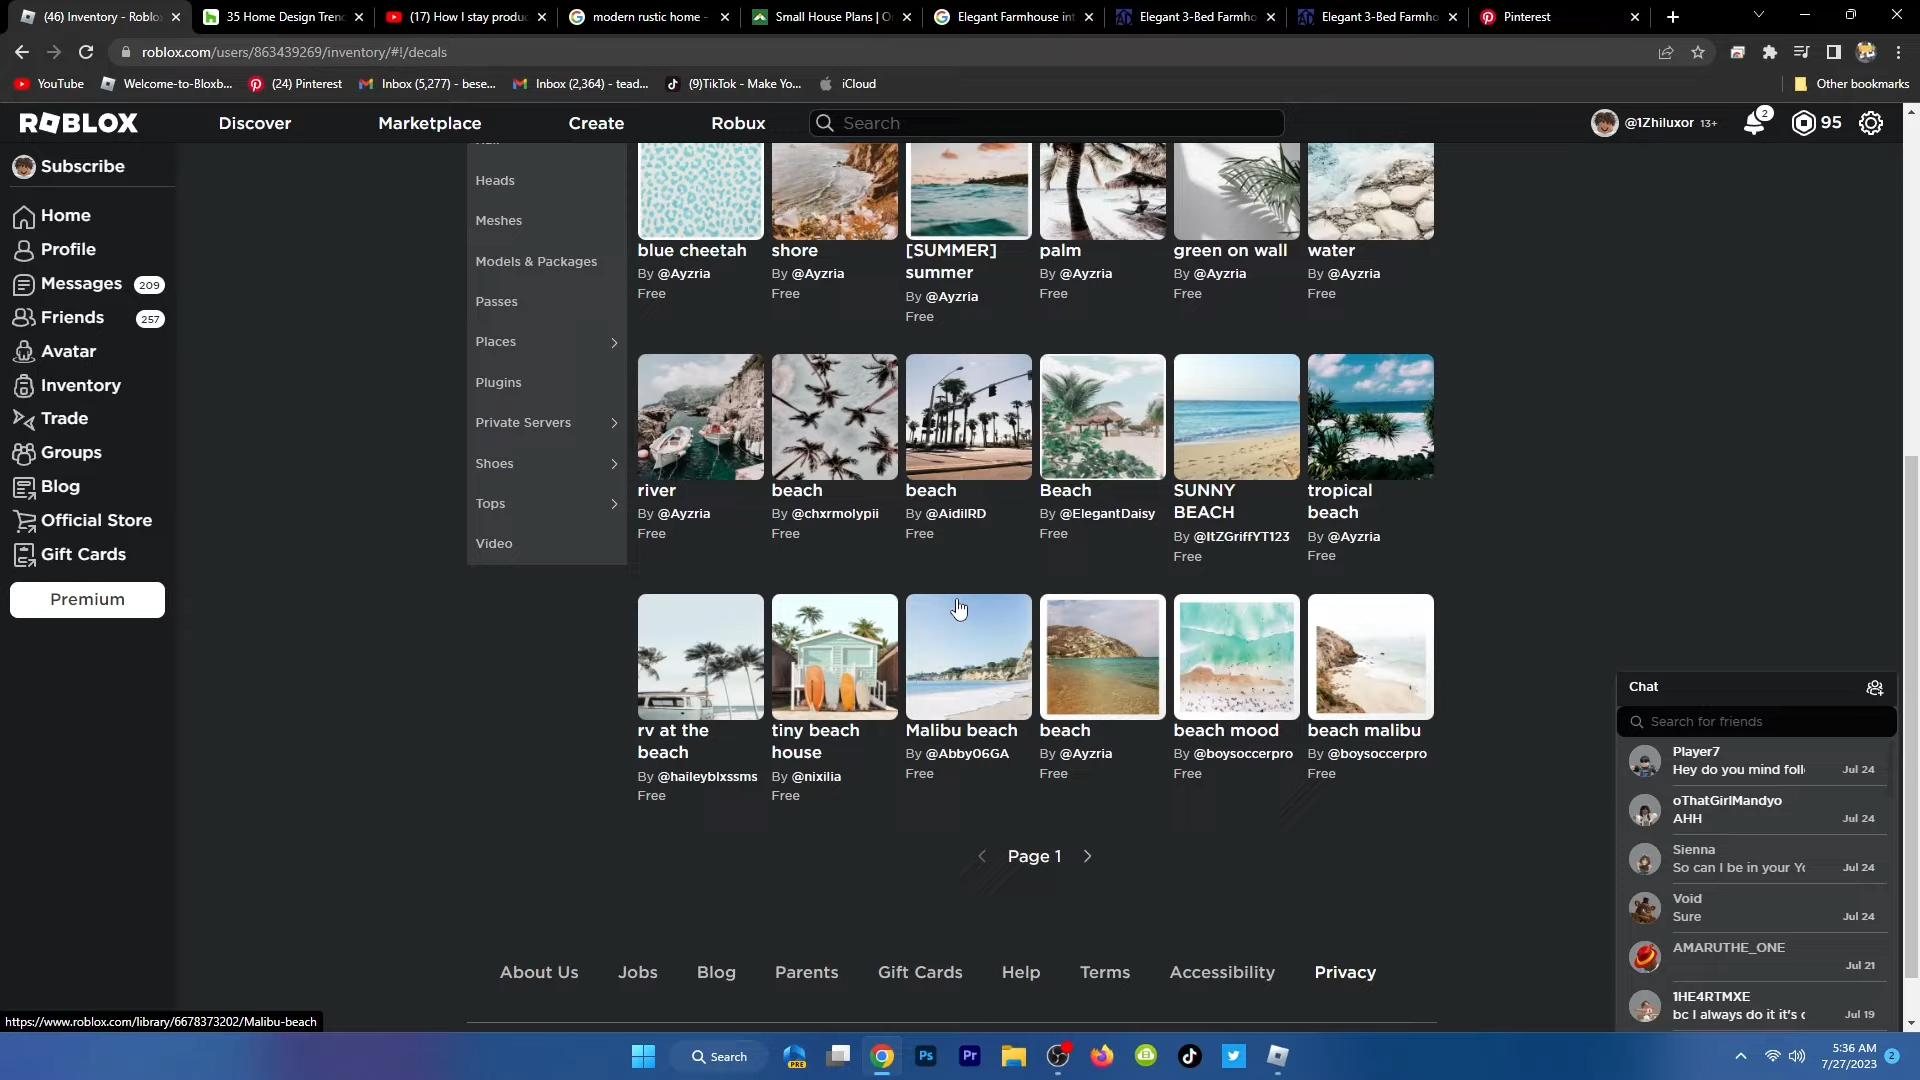 (46) Inventory - Roblo
35 Home Design Trend
(17) How I stay produc
modern rustic home -
Small House Plans | O
Elegant Farmhouse int
Elegant 3-Bed Farmho
Elegant 3-Bed Farmho
Pinterest
roblox.com/users/863439269/inventory/#!/decals
YouTube
Welcome-to-Bloxb...
(24) Pinterest
Inbox (5,277) - bese...
Inbox (2,364) - tead...
(9)TikTok - Make Yo...
iCloud
Other bookmarks
ROBLOX
Discover
Marketplace
Create
Robux
Search
@1Zhiluxor 13+
2
95
Subscribe
Home
Profile
Messages 209
Friends 257
Avatar
Inventory
Trade
Groups
Blog
Official Store
Gift Cards
Premium
Heads
Meshes
Models & Packages
Passes
Places
Plugins
Private Servers
Shoes
Tops
Video
blue cheetah
By @Ayzria
Free
shore
By @Ayzria
Free
[SUMMER]
summer
By @Ayzria
Free
palm
By @Ayzria
Free
green on wall
By @Ayzria
Free
water
By @Ayzria
Free
river
By @Ayzria
Free
beach
By @chxrmolypii
Free
beach
By @AidilRD
Free
Beach
By @ElegantDaisy
Free
SUNNY
BEACH
By @ItZGriffYT123
Free
tropical
beach
By @Ayzria
Free
rv at the
beach
By @haileyblxssms
Free
tiny beach
house
By @nixilia
Free
Malibu beach
By @Abby06GA
Free
beach
By @Ayzria
Free
beach mood
By @boysoccerpro
Free
beach malibu
By @boysoccerpro
Free
Page 1
About Us
Jobs
Blog
Parents
Gift Cards
Help
Terms
Accessibility
Privacy
Chat
Search for friends
Player7
Hey do you mind foll
Jul 24
oThatGirlMandyo
AHH
Jul 24
Sienna
So can I be in your Y
Jul 24
Void
Sure
Jul 24
AMARUTHE_ONE
Jul 21
1HE4RTMXE
bc I always do it it's
Jul 19
https://www.roblox.com/library/6678373202/Malibu-beach
Search
PRE
Ps
Pr
5:36 AM
7/27/2023
2